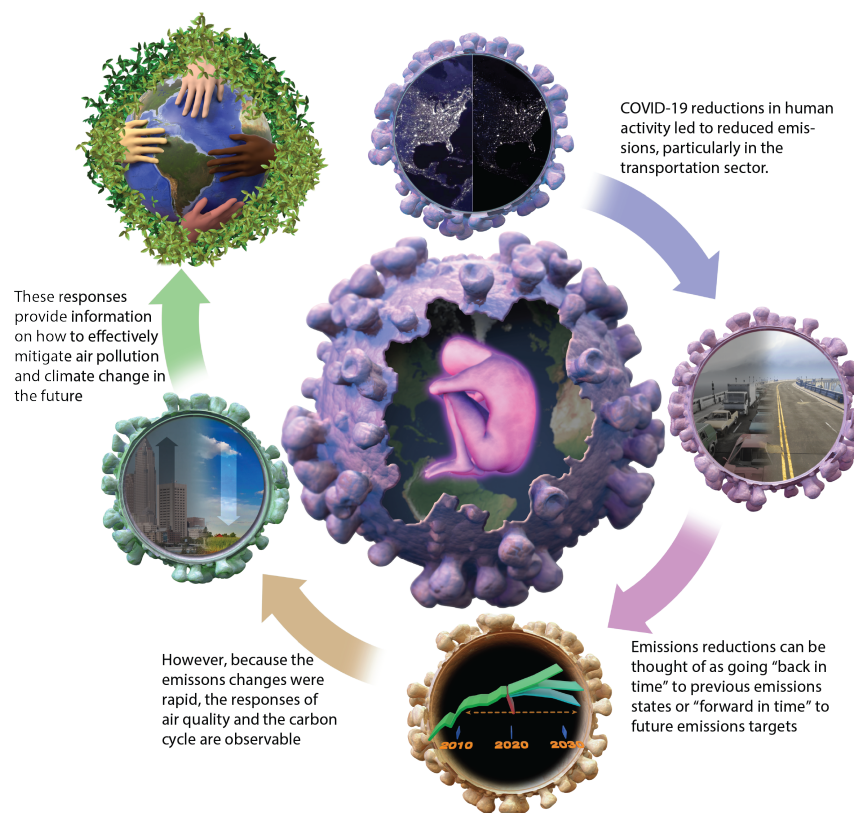 COVID-19 reductions in human
activity led to reduced emis-
sions, particularly in the
transportation sector.
Emissions reductions can be
thought of as going “back in
time” to previous emissions
states or “forward in time” to
future emissions targets
2010
2020
2030
However, because the
emissons changes were
rapid, the responses of
air quality and the carbon
cycle are observable
These responses
provide information
on how to effectively
mitigate air pollution
and climate change in
the future